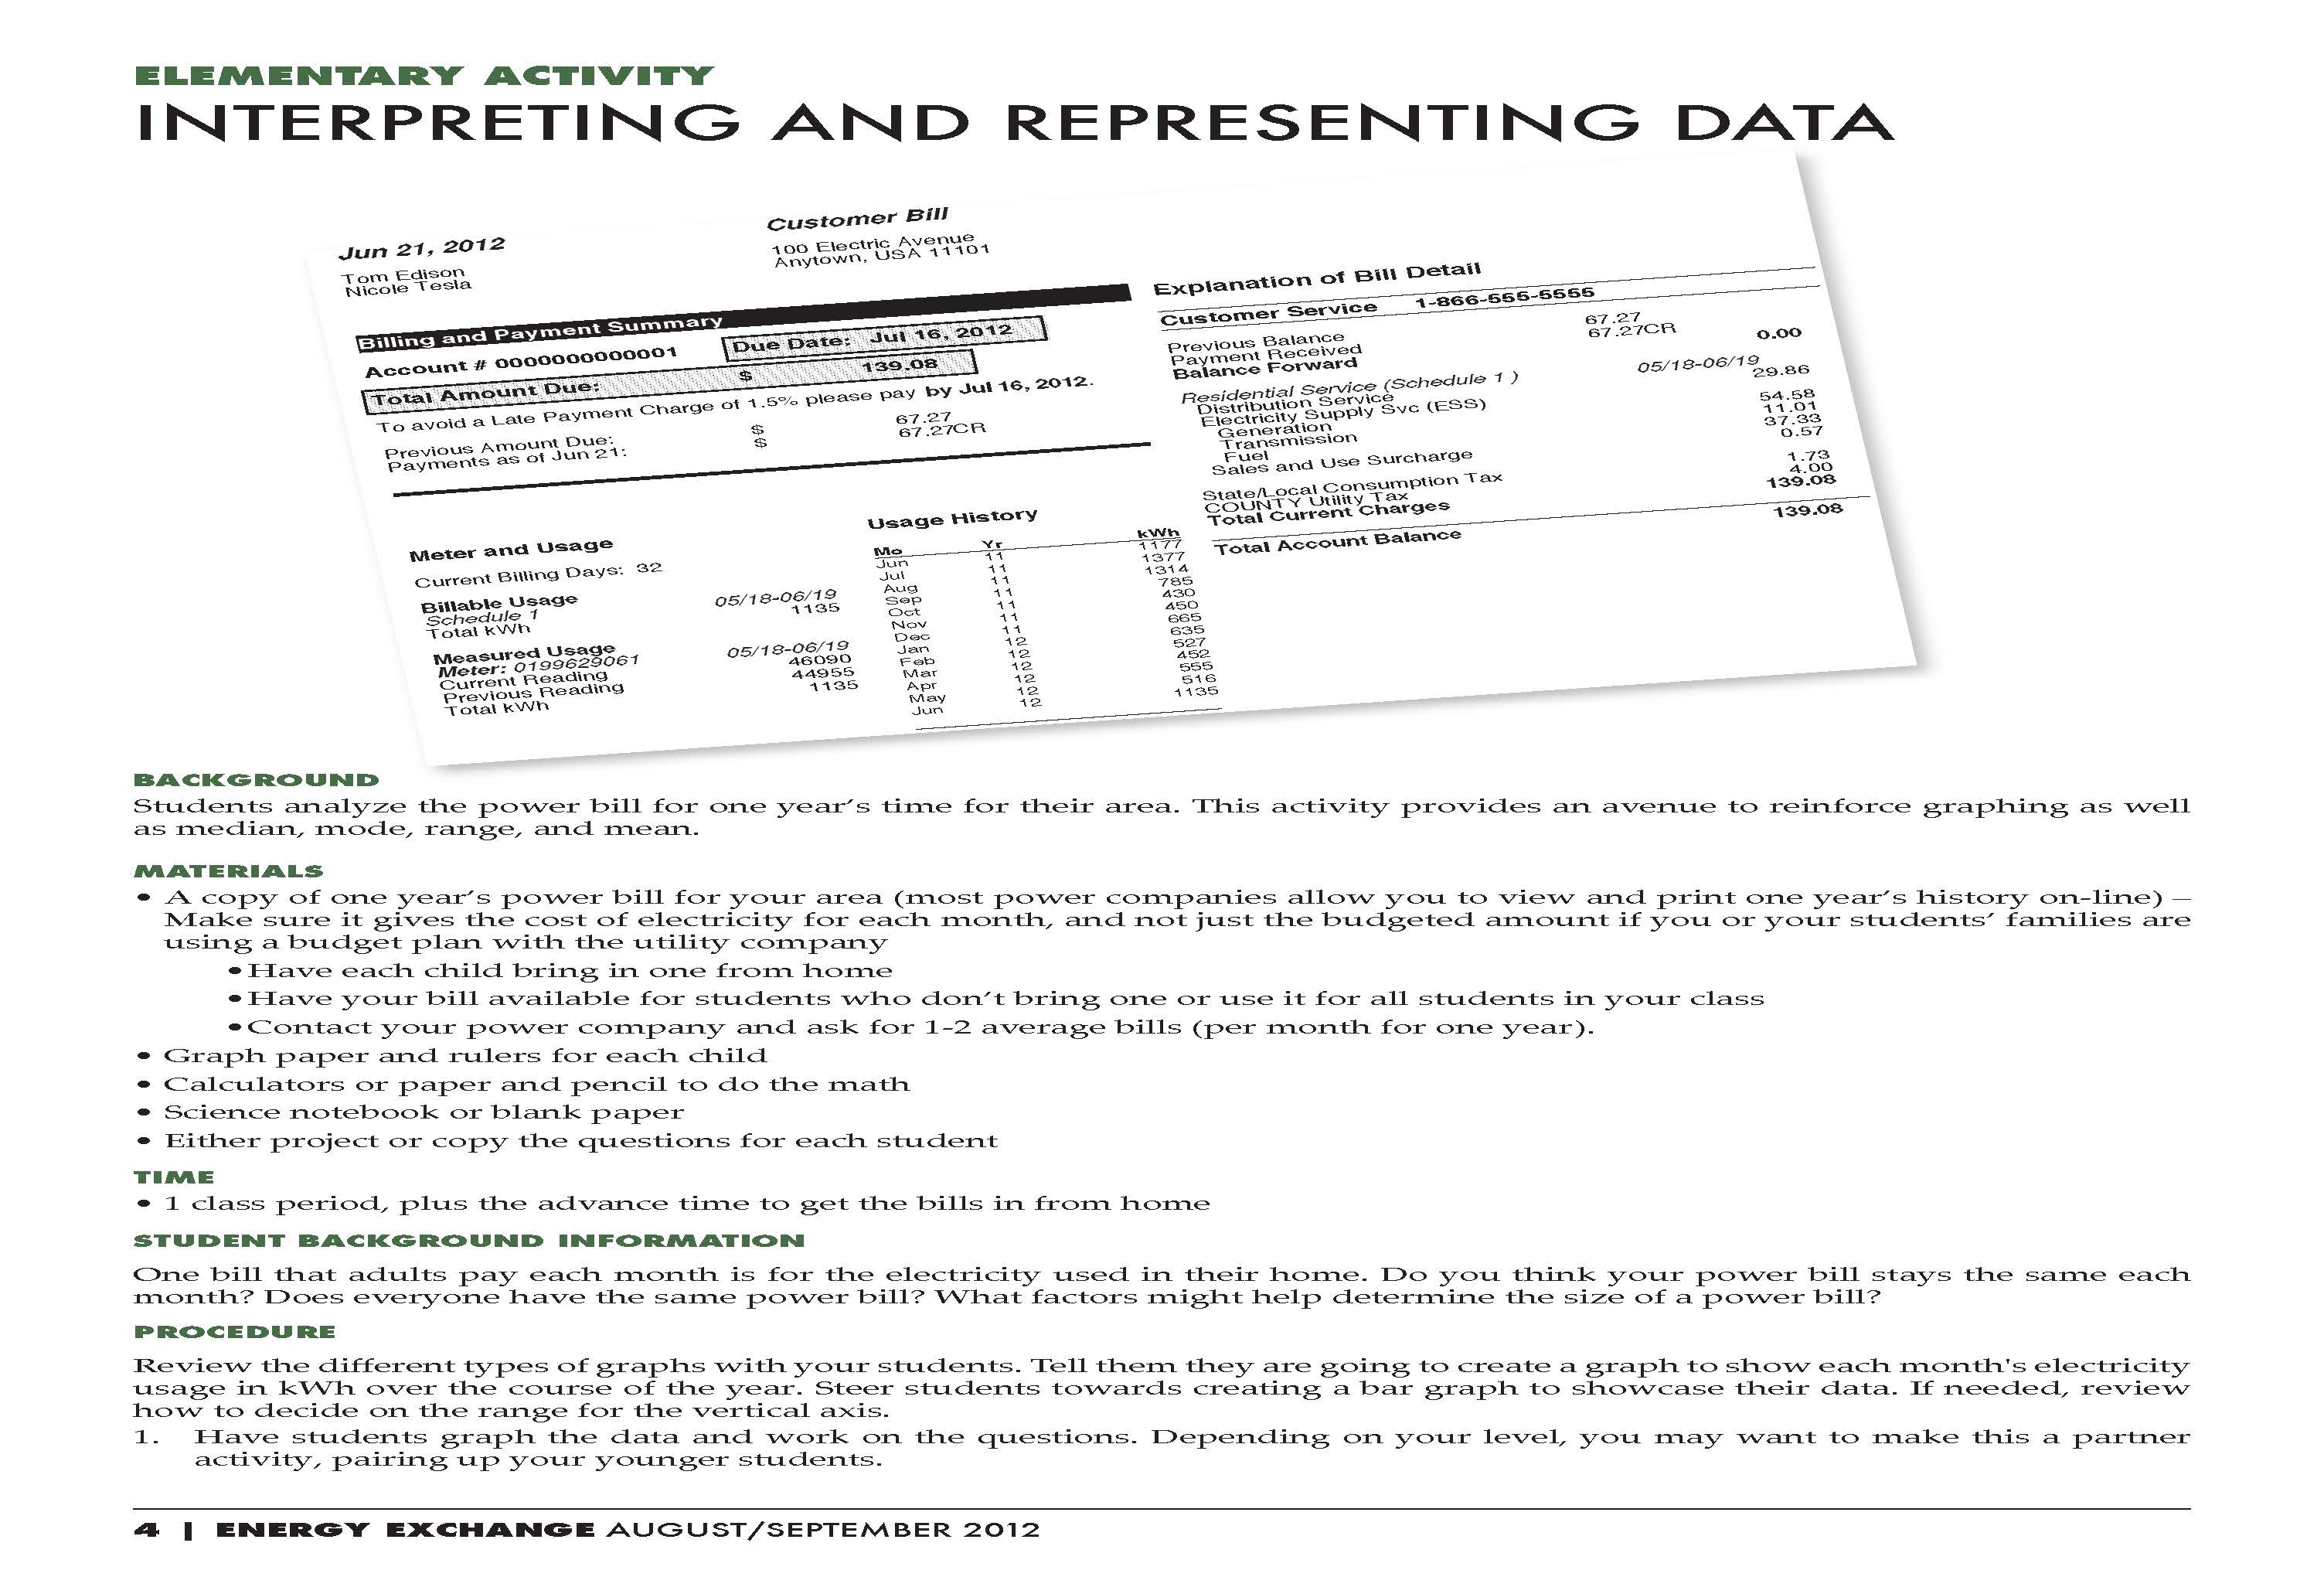 ELEMENTARY ACTIVITY
INTERPRETING AND REPRESENTING DATA
Jun 21, 2012
Customer Bill
Tom Edison
Nicole Tesla
100 Electric Avenue
Anytown, USA 11101
Billing and Payment Summary
Account # 0000000000001 Due Date: Jul 16, 2012
Total Amount Due: $ 139.08
To avoid a Late Payment Charge of 1.5% please pay by Jul 16, 2012.
Previous Amount Due: $ 67.27
Payments as of Jun 21: $ 67.27CR
Meter and Usage
Current Billing Days: 32
Billable Usage
Schedule 1 05/18-06/19
Total kWh 1135
Measured Usage
Meter: 0199629061 05/18-06/19
Current Reading 46090
Previous Reading 44955
Total kWh 1135
Usage History
Mo Yr kWh
Jun 11 1177
Jul 11 1377
Aug 11 1314
Sep 11 785
Oct 11 430
Nov 11 450
Dec 11 665
Jan 12 635
Feb 12 527
Mar 12 452
Apr 12 555
May 12 516
Jun 12 1135
Explanation of Bill Detail
Customer Service 1-866-555-5555
Previous Balance 67.27
Payment Received 67.27CR
Balance Forward 0.00
Residential Service (Schedule 1 ) 05/18-06/19
Distribution Service 29.86
Electricity Supply Svc (ESS)
Generation 54.58
Transmission 11.01
Fuel 37.33
Sales and Use Surcharge 0.57
State/Local Consumption Tax 1.73
COUNTY Utility Tax 4.00
Total Current Charges 139.08
Total Account Balance 139.08
BACKGROUND
Students analyze the power bill for one year’s time for their area. This activity provides an avenue to reinforce graphing as well
as median, mode, range, and mean.
MATERIALS
• A copy of one year’s power bill for your area (most power companies allow you to view and print one year’s history on-line) –
Make sure it gives the cost of electricity for each month, and not just the budgeted amount if you or your students’ families are
using a budget plan with the utility company
•Have each child bring in one from home
•Have your bill available for students who don’t bring one or use it for all students in your class
•Contact your power company and ask for 1-2 average bills (per month for one year).
• Graph paper and rulers for each child
• Calculators or paper and pencil to do the math
• Science notebook or blank paper
• Either project or copy the questions for each student
TIME
• 1 class period, plus the advance time to get the bills in from home
STUDENT BACKGROUND INFORMATION
One bill that adults pay each month is for the electricity used in their home. Do you think your power bill stays the same each
month? Does everyone have the same power bill? What factors might help determine the size of a power bill?
PROCEDURE
Review the different types of graphs with your students. Tell them they are going to create a graph to show each month's electricity
usage in kWh over the course of the year. Steer students towards creating a bar graph to showcase their data. If needed, review
how to decide on the range for the vertical axis.
1. Have students graph the data and work on the questions. Depending on your level, you may want to make this a partner
activity, pairing up your younger students.
4 | ENERGY EXCHANGE AUGUST/SEPTEMBER 2012